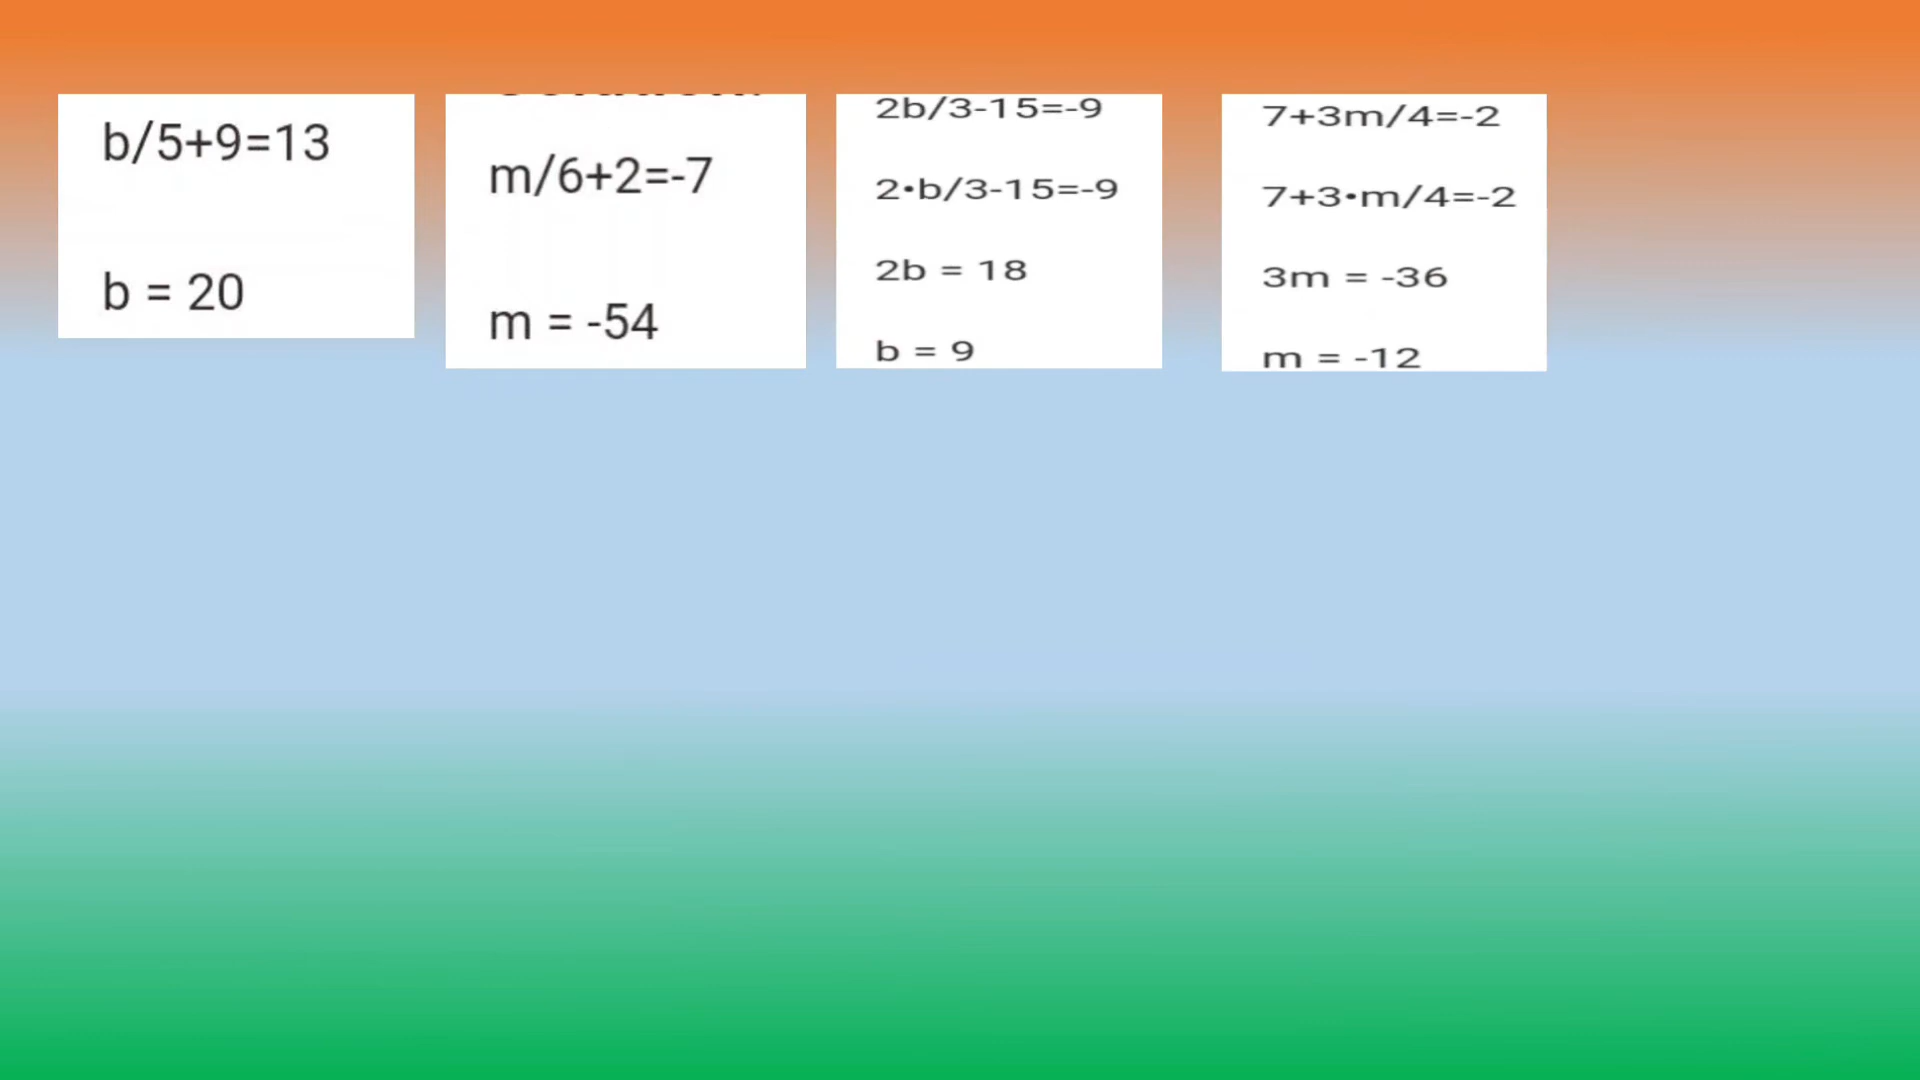 b/5+9=13
b = 20
m/6+2=-7
m = -54
2b/3-15=-9
2•b/3-15=-9
2b = 18
b = 9
7+3m/4=-2
7+3•m/4=-2
3m = -36
m = -12